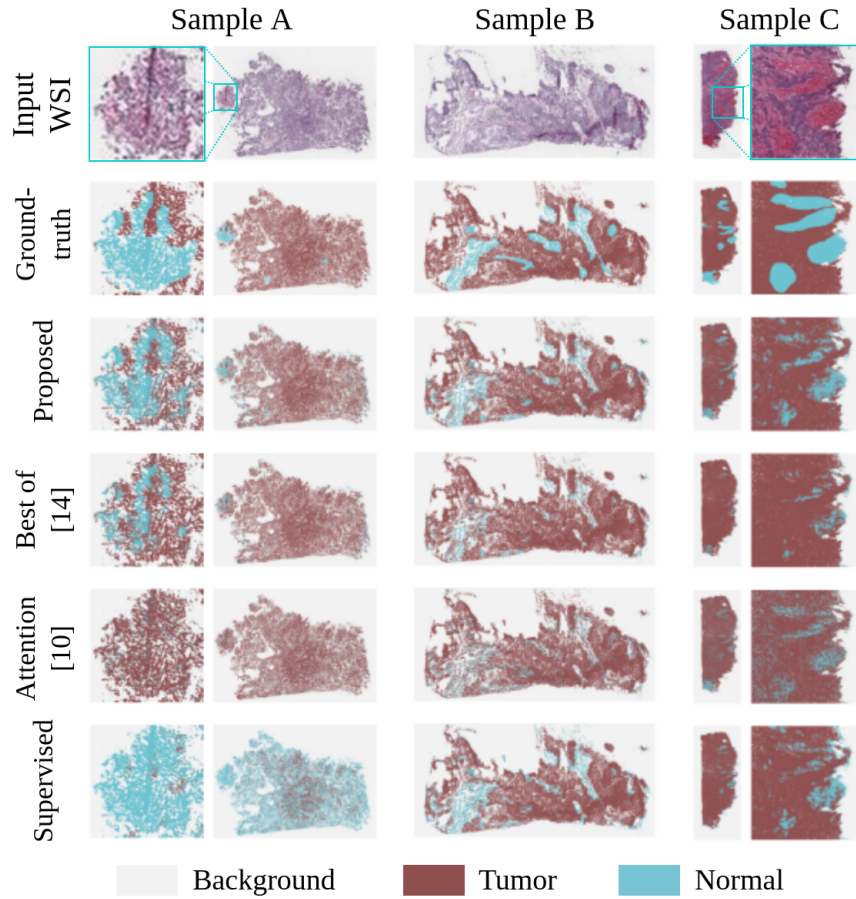 Sample A
Sample B
Sample C
Input
WSI
Ground-
truth
Proposed
Best of
[14]
Attention
[10]
Supervised
Background
Tumor
Normal